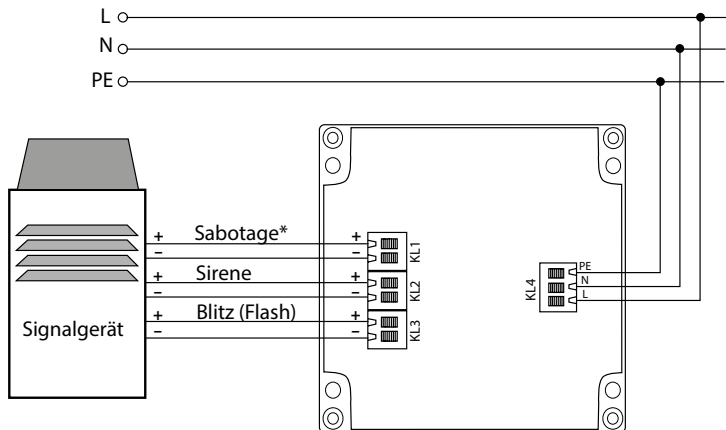 L
N
PE
+ Sabotage* +
– –
+ Sirene +
– –
+ Blitz (Flash) +
– –
Signalgerät
KL1
KL2
KL3
KL4
PE
N
L